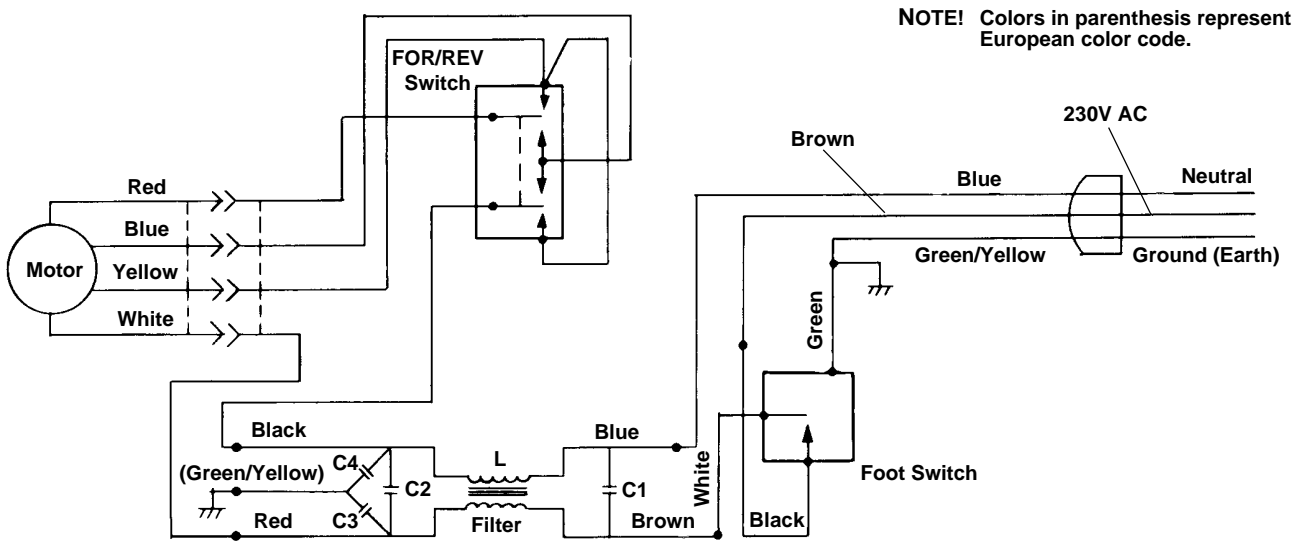 NOTE! Colors in parenthesis represent
European color code.
FOR/REV
Switch
230V AC
Brown
Red
Blue
Neutral
Blue
Motor
Yellow
Green/Yellow
Ground (Earth)
White
Green
Black
Blue
L
White
(Green/Yellow)
C4
C2
C1
Foot Switch
C3
Red
Filter
Brown
Black